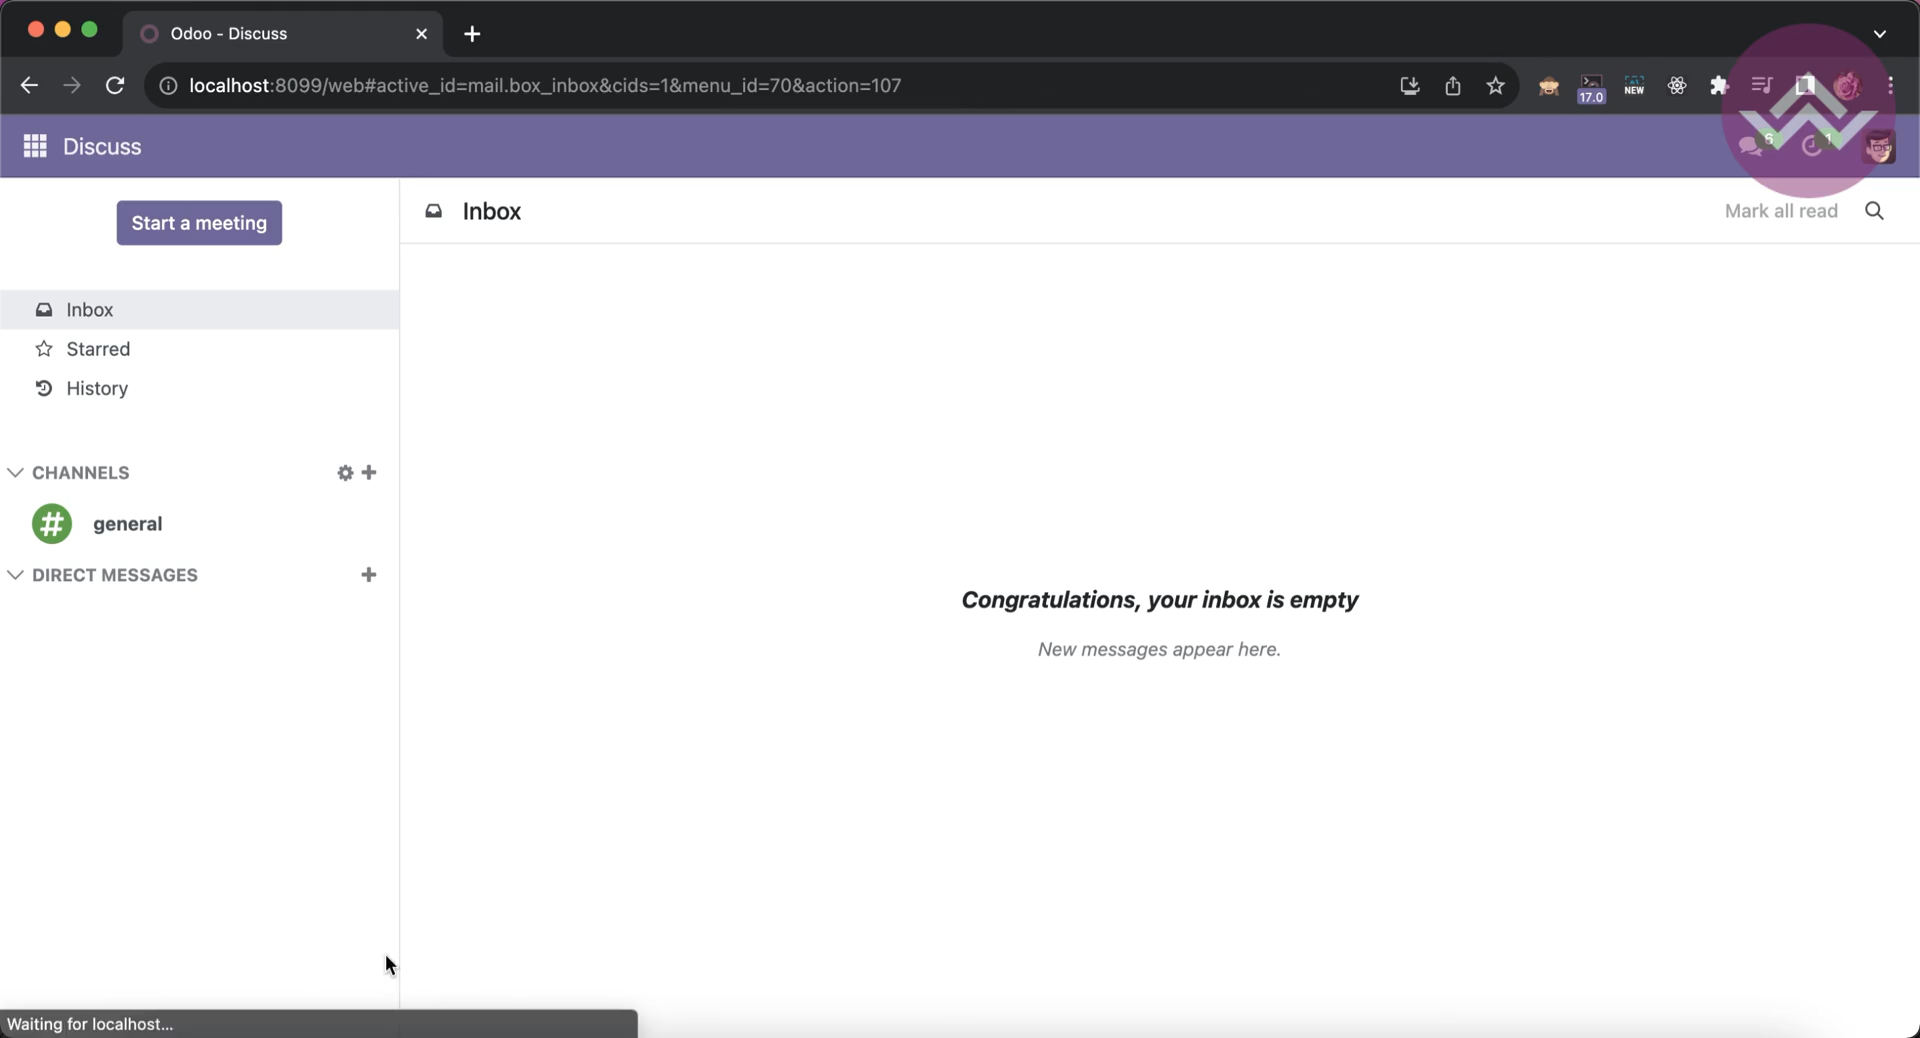 Odoo - Discuss
localhost:8099/web#active_id=mail.box_inbox&cids=1&menu_id=70&action=107
17.0
NEW
Discuss
6
1
Start a meeting
Inbox
Mark all read
Inbox
Starred
History
CHANNELS
general
DIRECT MESSAGES
Congratulations, your inbox is empty
New messages appear here.
Waiting for localhost...